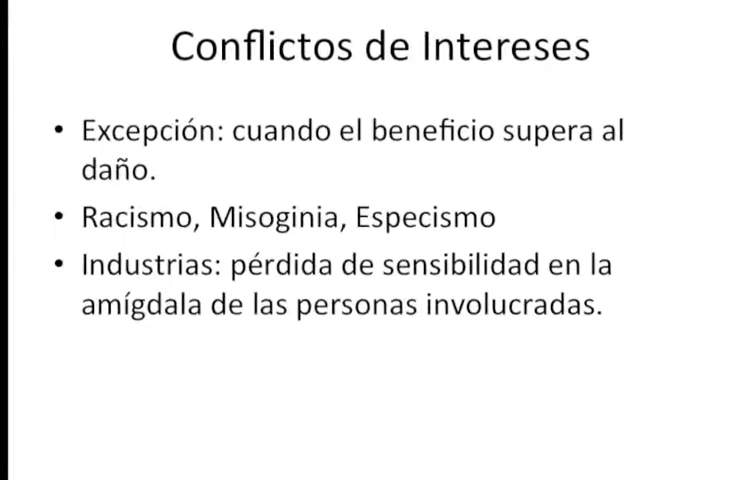 Conflictos de Intereses
• Excepción: cuando el beneficio supera al
daño.
• Racismo, Misoginia, Especismo
• Industrias: pérdida de sensibilidad en la
amígdala de las personas involucradas.